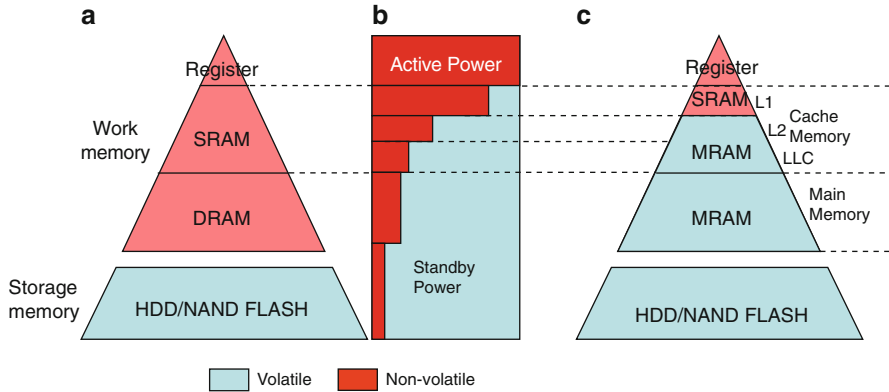 a
Register
Work
memory
SRAM
DRAM
Storage
memory
HDD/NAND FLASH
b
Active Power
Standby
Power
c
Register
SRAM
L1
L2
Cache
Memory
MRAM
LLC
Main
Memory
MRAM
HDD/NAND FLASH
Volatile
Non-volatile